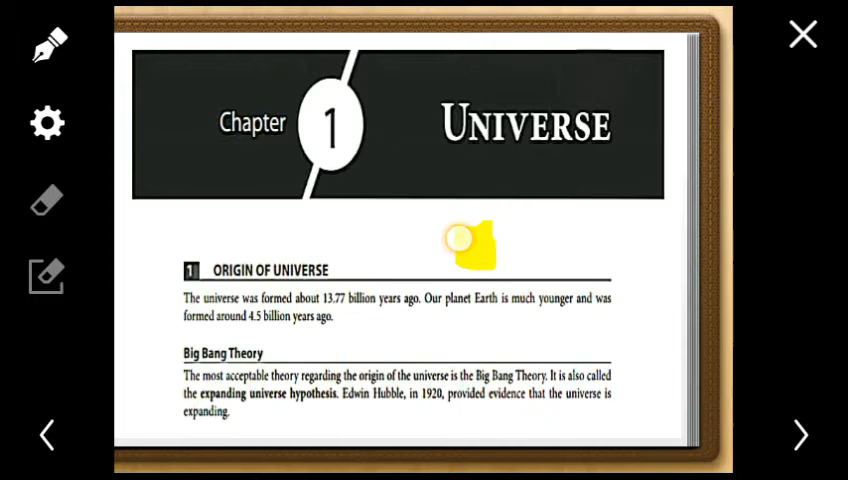 Chapter 1 UNIVERSE
1 ORIGIN OF UNIVERSE
The universe was formed about 13.77 billion years ago. Our planet Earth is much younger and was
formed around 4.5 billion years ago.
Big Bang Theory
The most acceptable theory regarding the origin of the universe is the Big Bang Theory. It is also called
the expanding universe hypothesis. Edwin Hubble, in 1920, provided evidence that the universe is
expanding.